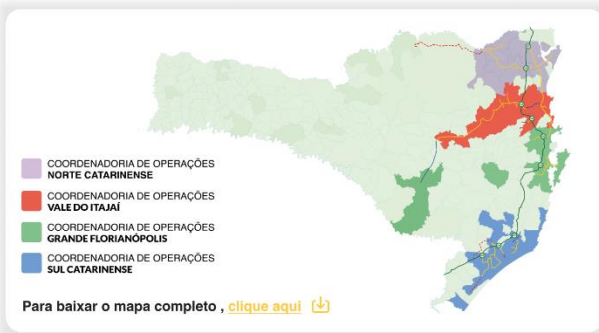 COORDENADORIA DE OPERAÇÕES
NORTE CATARINENSE
COORDENADORIA DE OPERAÇÕES
VALE DO ITAJAÍ
COORDENADORIA DE OPERAÇÕES
GRANDE FLORIANÓPOLIS
COORDENADORIA DE OPERAÇÕES
SUL CATARINENSE
Para baixar o mapa completo , clique aqui